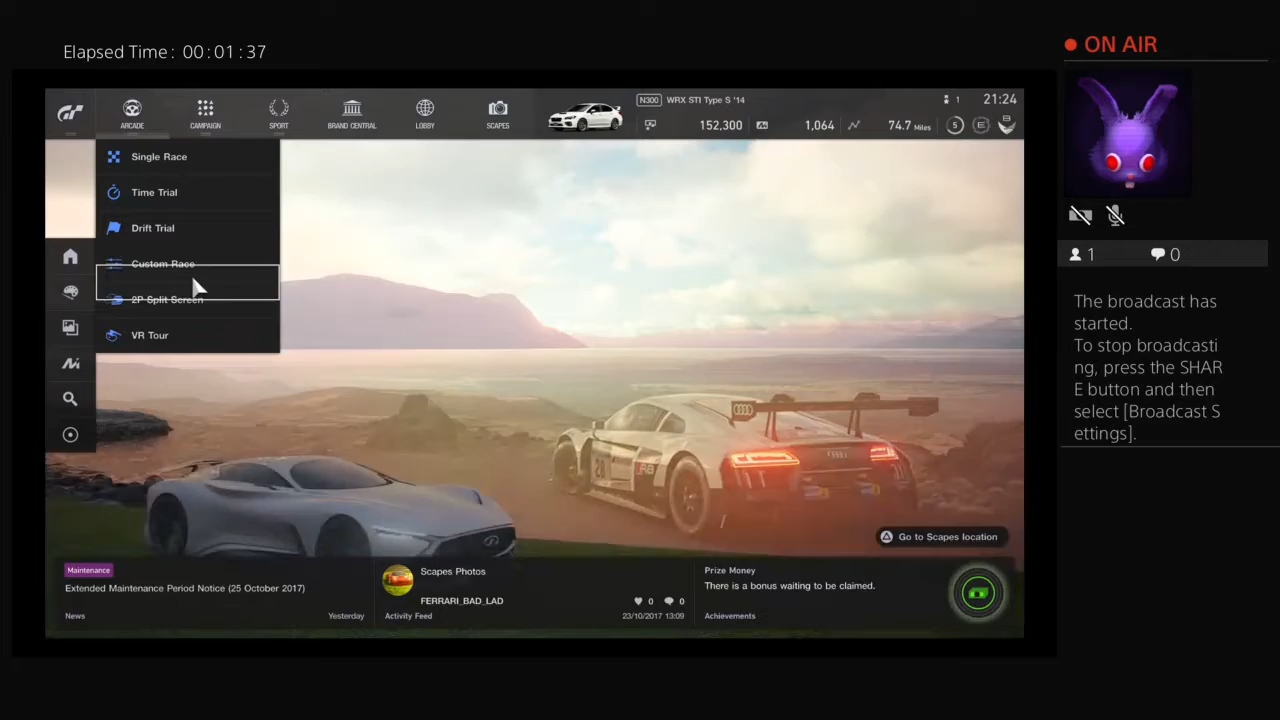 Elapsed Time: 00:01:37
ON AIR
ARCADE
CAMPAIGN
SPORT
BRAND CENTRAL
LOBBY
SCAPES
N300 WRX STI Type S '14
1
21:24
152,300
1,064
74.7 Miles
5
E
Single Race
Time Trial
Drift Trial
Custom Race
2P Split Screen
VR Tour
1
0
The broadcast has
started.
To stop broadcasti
ng, press the SHAR
E button and then
select [Broadcast S
ettings].
Go to Scapes location
Maintenance
Extended Maintenance Period Notice (25 October 2017)
News
Yesterday
Scapes Photos
FERRARI_BAD_LAD
0
0
Activity Feed
23/10/2017 13:09
Prize Money
There is a bonus waiting to be claimed.
Achievements